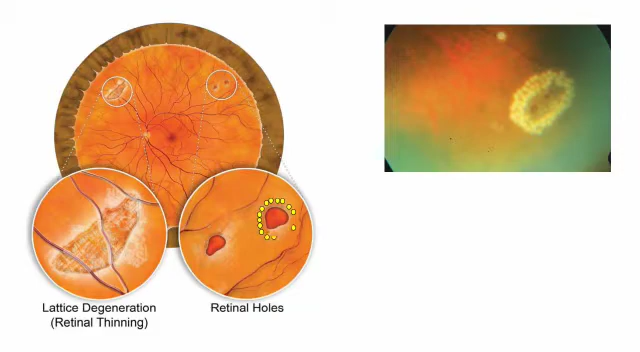 Lattice Degeneration
(Retinal Thinning)
Retinal Holes